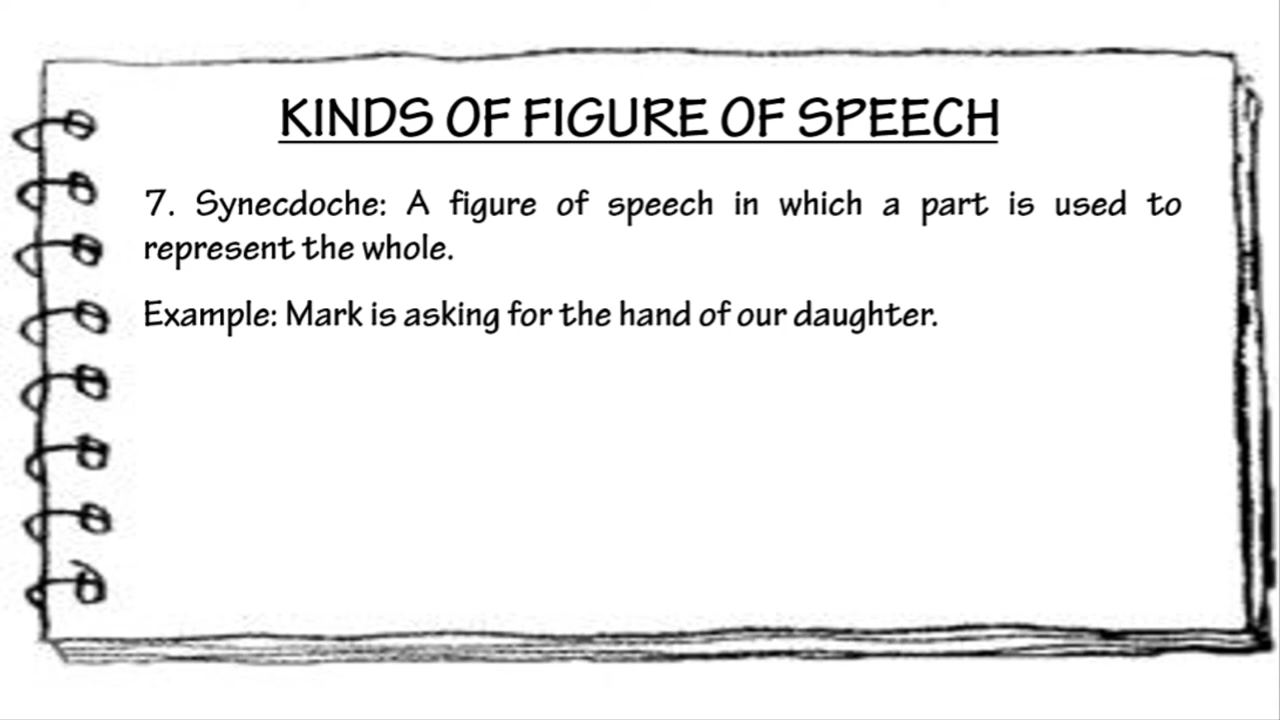 KINDS OF FIGURE OF SPEECH
7. Synecdoche: A figure of speech in which a part is used to
represent the whole.
Example: Mark is asking for the hand of our daughter.